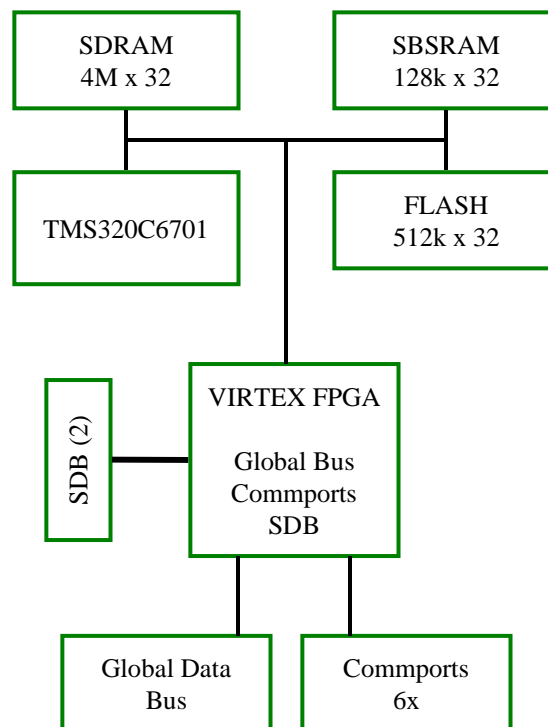 SDRAM
4M x 32
SBSRAM
128k x 32
TMS320C6701
FLASH
512k x 32
VIRTEX FPGA
Global Bus
Commports
SDB
SDB (2)
Global Data
Bus
Commports
6x